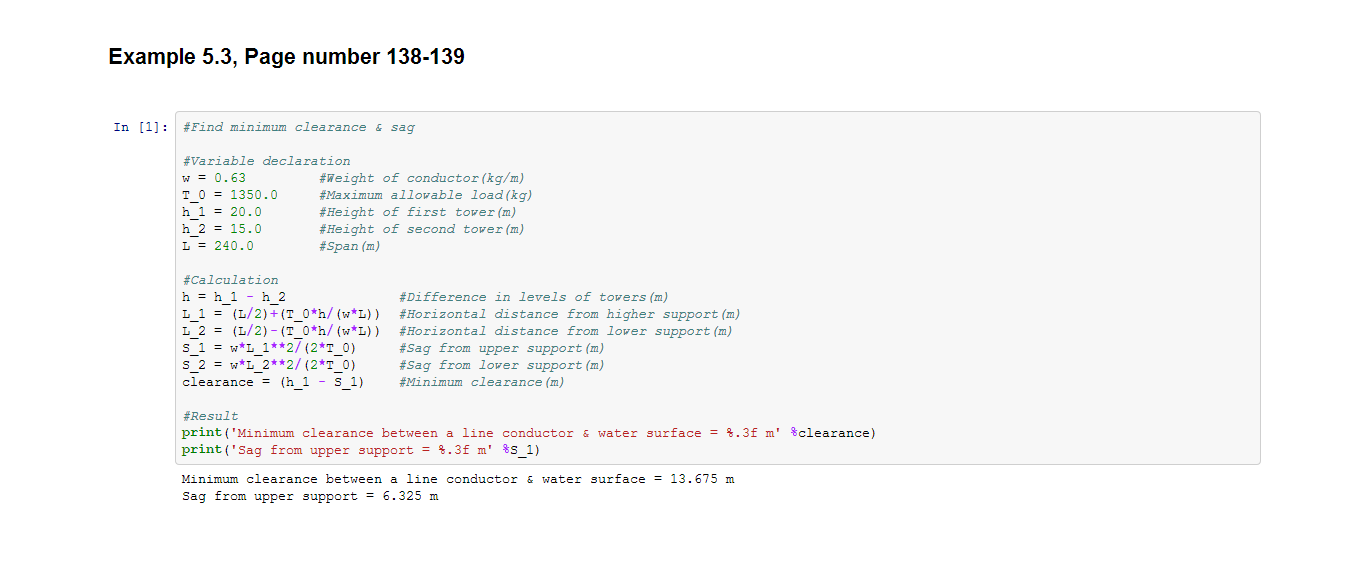 Example 5.3, Page number 138-139
In [1]: #Find minimum clearance & sag
#Variable declaration
w = 0.63 #Weight of conductor(kg/m)
T_0 = 1350.0 #Maximum allowable load(kg)
h_1 = 20.0 #Height of first tower(m)
h_2 = 15.0 #Height of second tower(m)
L = 240.0 #Span(m)
#Calculation
h = h_1 - h_2 #Difference in levels of towers(m)
L_1 = (L/2)+(T_0*h/(w*L)) #Horizontal distance from higher support(m)
L_2 = (L/2)-(T_0*h/(w*L)) #Horizontal distance from lower support(m)
S_1 = w*L_1**2/(2*T_0) #Sag from upper support(m)
S_2 = w*L_2**2/(2*T_0) #Sag from lower support(m)
clearance = (h_1 - S_1) #Minimum clearance(m)
#Result
print('Minimum clearance between a line conductor & water surface = %.3f m' %clearance)
print('Sag from upper support = %.3f m' %S_1)
Minimum clearance between a line conductor & water surface = 13.675 m
Sag from upper support = 6.325 m